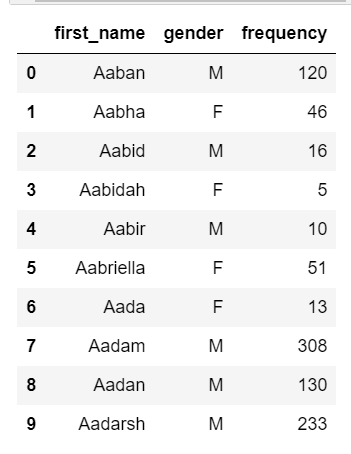 first_name gender frequency
0 Aaban M 120
1 Aabha F 46
2 Aabid M 16
3 Aabidah F 5
4 Aabir M 10
5 Aabriella F 51
6 Aada F 13
7 Aadam M 308
8 Aadan M 130
9 Aadarsh M 233